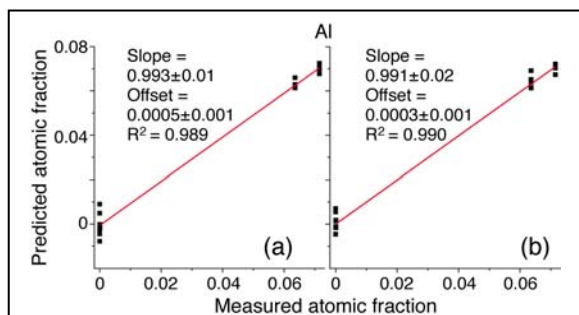 Al
Predicted atomic fraction
0.08
0.04
0
Slope =
0.993±0.01
Offset =
0.0005±0.001
R² = 0.989
(a)
0 0.02 0.04 0.06
Slope =
0.991±0.02
Offset =
0.0003±0.001
R² = 0.990
(b)
0 0.02 0.04 0.06
Measured atomic fraction